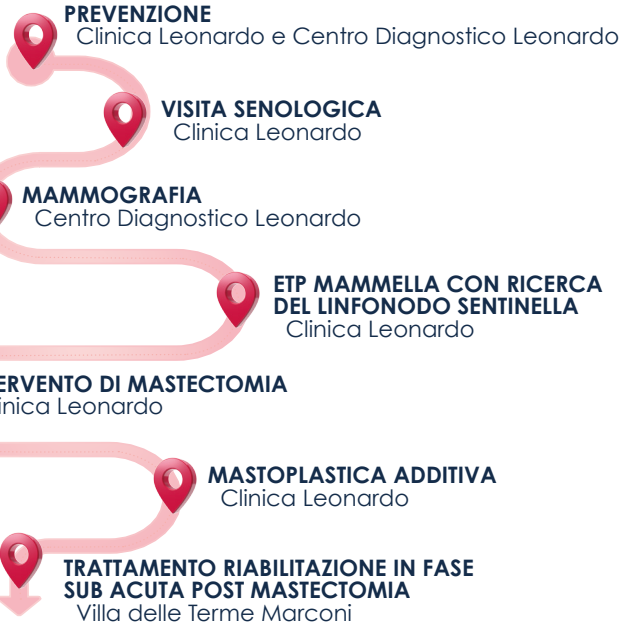 PREVENZIONE
Clinica Leonardo e Centro Diagnostico Leonardo
VISITA SENOLOGICA
Clinica Leonardo
MAMMOGRAFIA
Centro Diagnostico Leonardo
ETP MAMMELLA CON RICERCA
DEL LINFONODO SENTINELLA
Clinica Leonardo
ERVENTO DI MASTECTOMIA
inica Leonardo
MASTOPLASTICA ADDITIVA
Clinica Leonardo
TRATTAMENTO RIABILITAZIONE IN FASE
SUB ACUTA POST MASTECTOMIA
Villa delle Terme Marconi